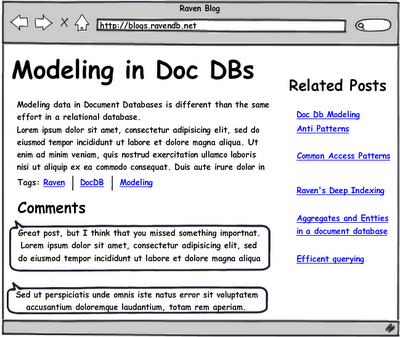 Raven Blog
http://blogs.ravendb.net
Modeling in Doc DBs
Modeling data in Document Databases is different than the same
effort in a relational database.
Lorem ipsum dolor sit amet, consectetur adipisicing elit, sed do
eiusmod tempor incididunt ut labore et dolore magna aliqua. Ut
enim ad minim veniam, quis nostrud exercitation ullamco laboris
nisi ut aliquip ex ea commodo consequat. Duis aute irure dolor in
Tags: Raven | DocDB | Modeling
Comments
Great post, but I think that you missed something importnat.
Lorem ipsum dolor sit amet, consectetur adipisicing elit, sed
do eiusmod tempor incididunt ut labore et dolore magna aliqua
Sed ut perspiciatis unde omnis iste natus error sit voluptatem
accusantium doloremque laudantium, totam rem aperiam.
Related Posts
Doc Db Modeling
Anti Patterns
Common Access Patterns
Raven's Deep Indexing
Aggregates and Entties
in a document database
Efficent querying